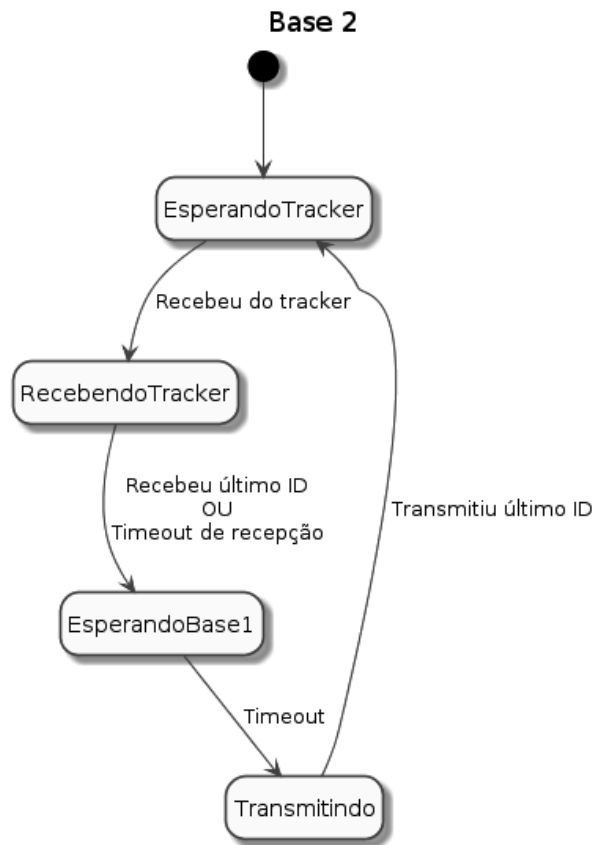 Base 2
EsperandoTracker
Recebeu do tracker
RecebendoTracker
Recebeu último ID
OU
Timeout de recepção
Transmitiu último ID
EsperandoBase1
Timeout
Transmitindo